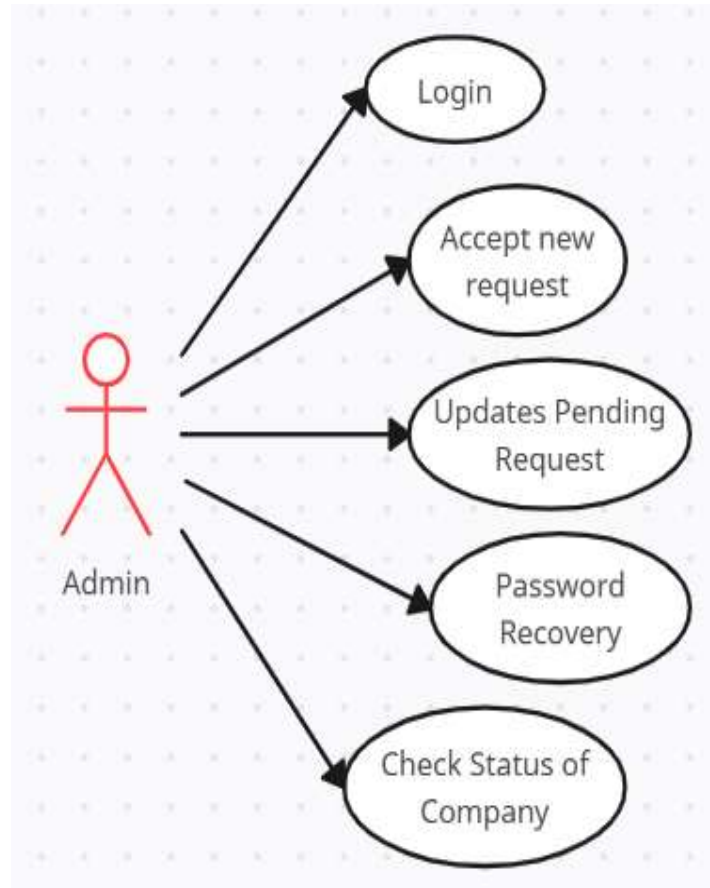 Login
Accept new
request
Updates Pending
Request
Admin
Password
Recovery
Check Status of
Company